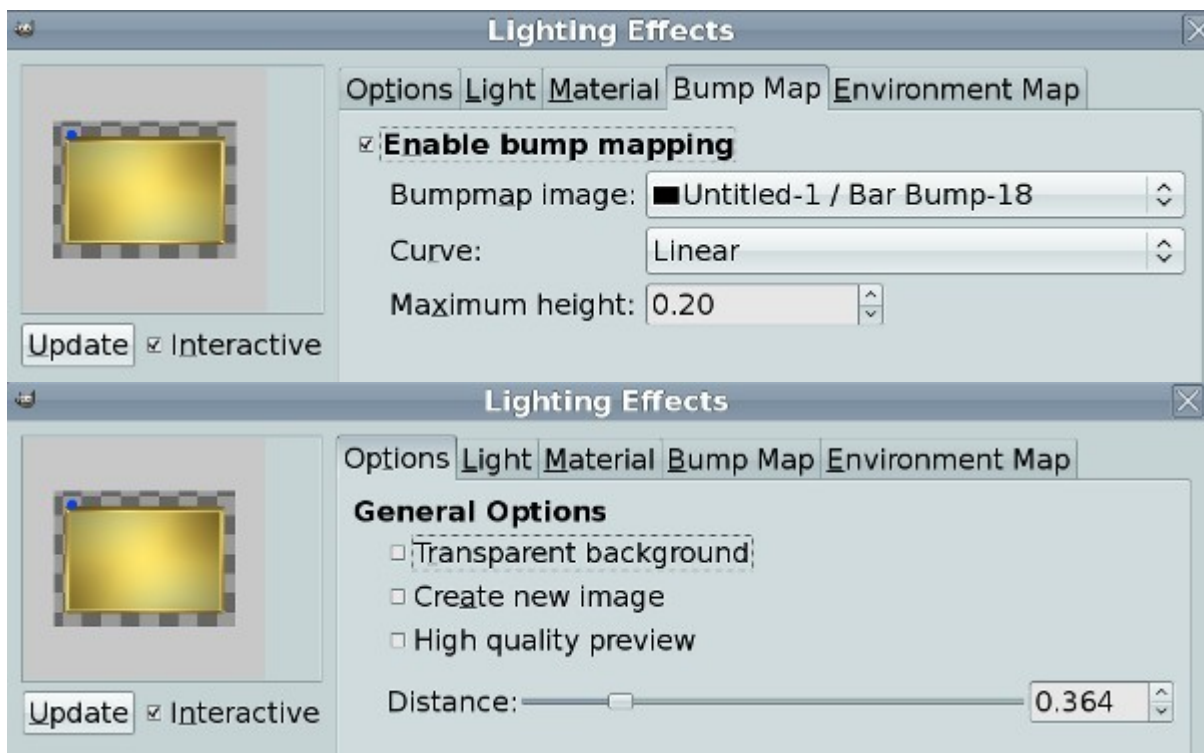 Lighting Effects
Options Light Material Bump Map Environment Map
Enable bump mapping
Bumpmap image: Untitled-1 / Bar Bump-18
Curve: Linear
Maximum height: 0.20
Update Interactive
Lighting Effects
Options Light Material Bump Map Environment Map
General Options
Transparent background
Create new image
High quality preview
Distance: 0.364
Update Interactive